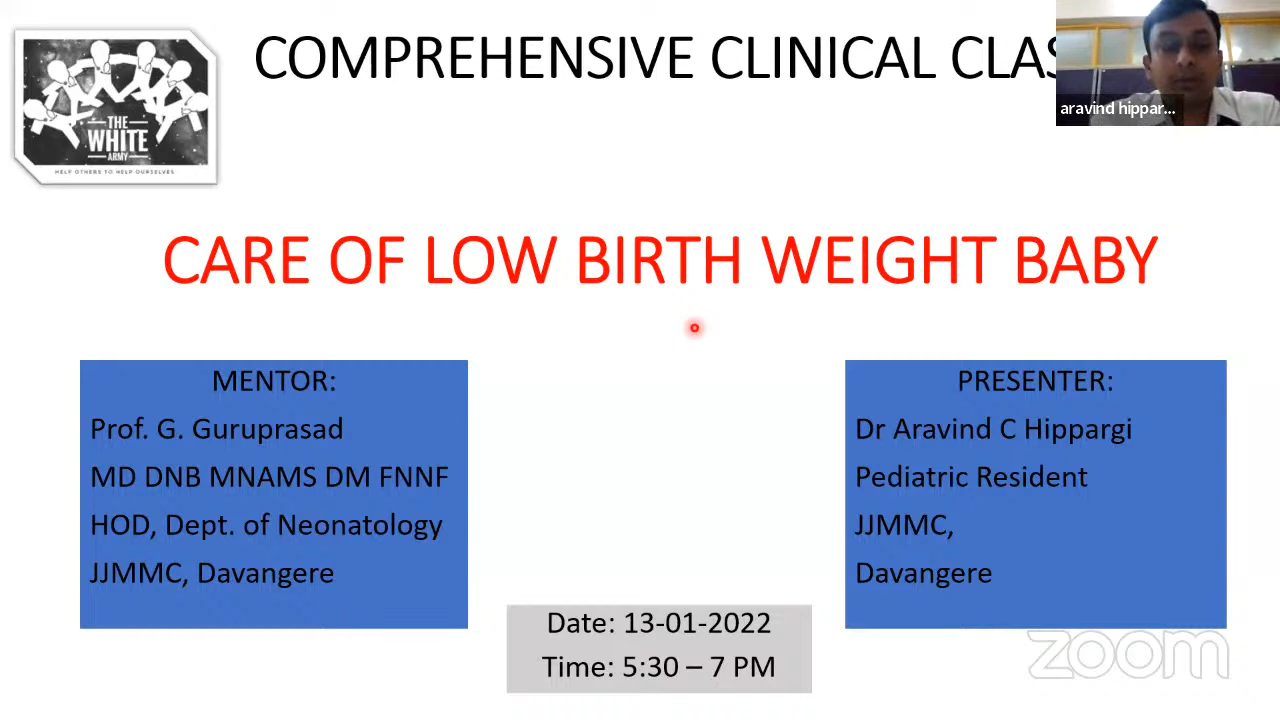 COMPREHENSIVE CLINICAL CLAS
aravind hippar...
THE
WHITE
ARMY
HELP OTHERS TO HELP OURSELVES
CARE OF LOW BIRTH WEIGHT BABY
MENTOR:
Prof. G. Guruprasad
MD DNB MNAMS DM FNNF
HOD, Dept. of Neonatology
JJMMC, Davangere
PRESENTER:
Dr Aravind C Hippargi
Pediatric Resident
JJMMC,
Davangere
Date: 13-01-2022
Time: 5:30 – 7 PM
zoom